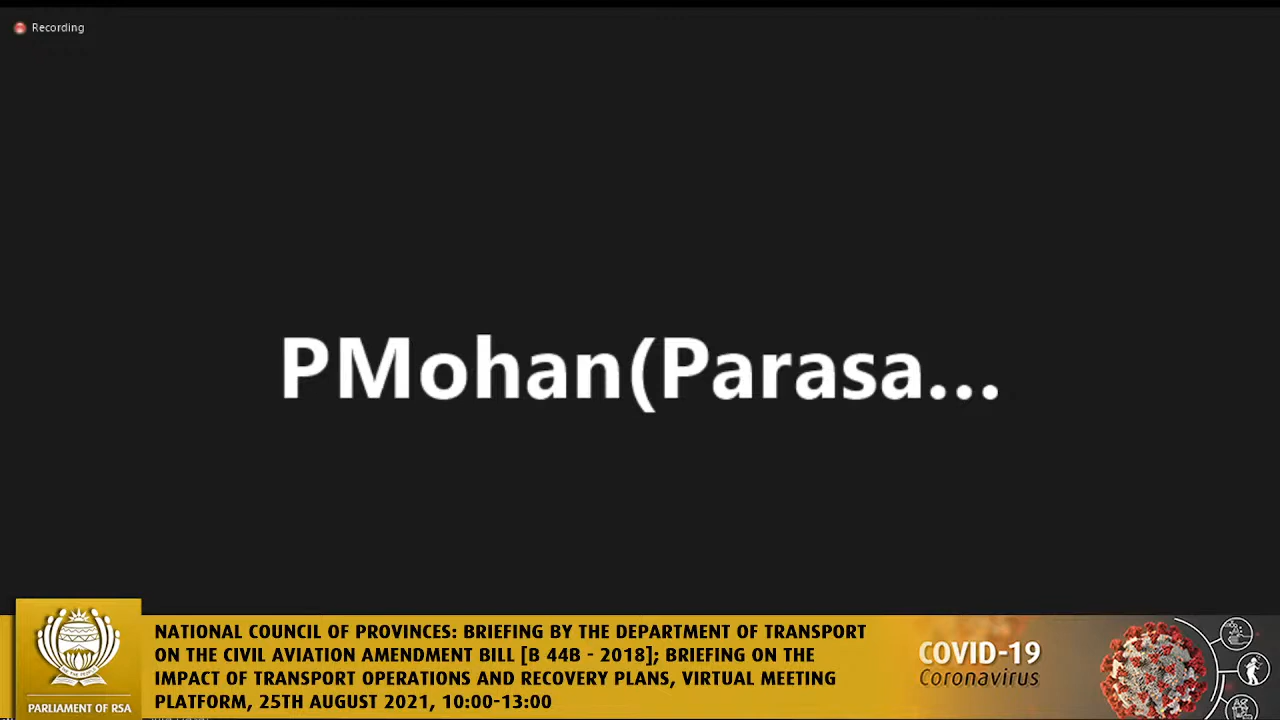 Recording
PMohan(Parasa...
NATIONAL COUNCIL OF PROVINCES: BRIEFING BY THE DEPARTMENT OF TRANSPORT
ON THE CIVIL AVIATION AMENDMENT BILL [B 44B - 2018]; BRIEFING ON THE
IMPACT OF TRANSPORT OPERATIONS AND RECOVERY PLANS, VIRTUAL MEETING
PLATFORM, 25TH AUGUST 2021, 10:00-13:00
PARLIAMENT OF RSA
COVID-19
Coronavirus